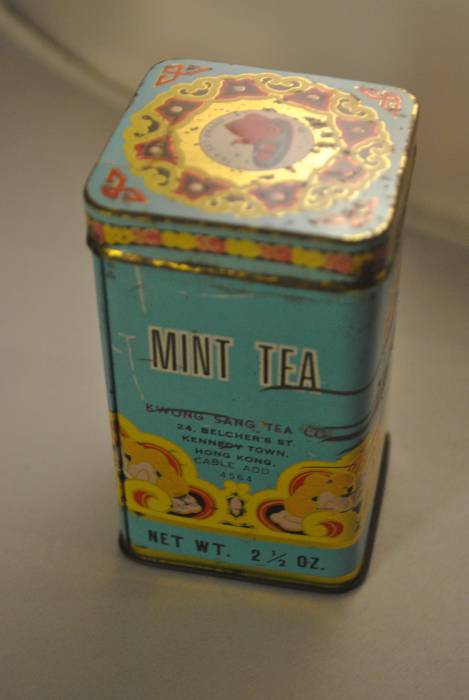 MINT TEA
KWONG SANG TEA CO.
24, BELCHER'S ST.
KENNEDY TOWN,
HONG KONG.
CABLE ADD.
4564
NET WT. 2 ½ OZ.